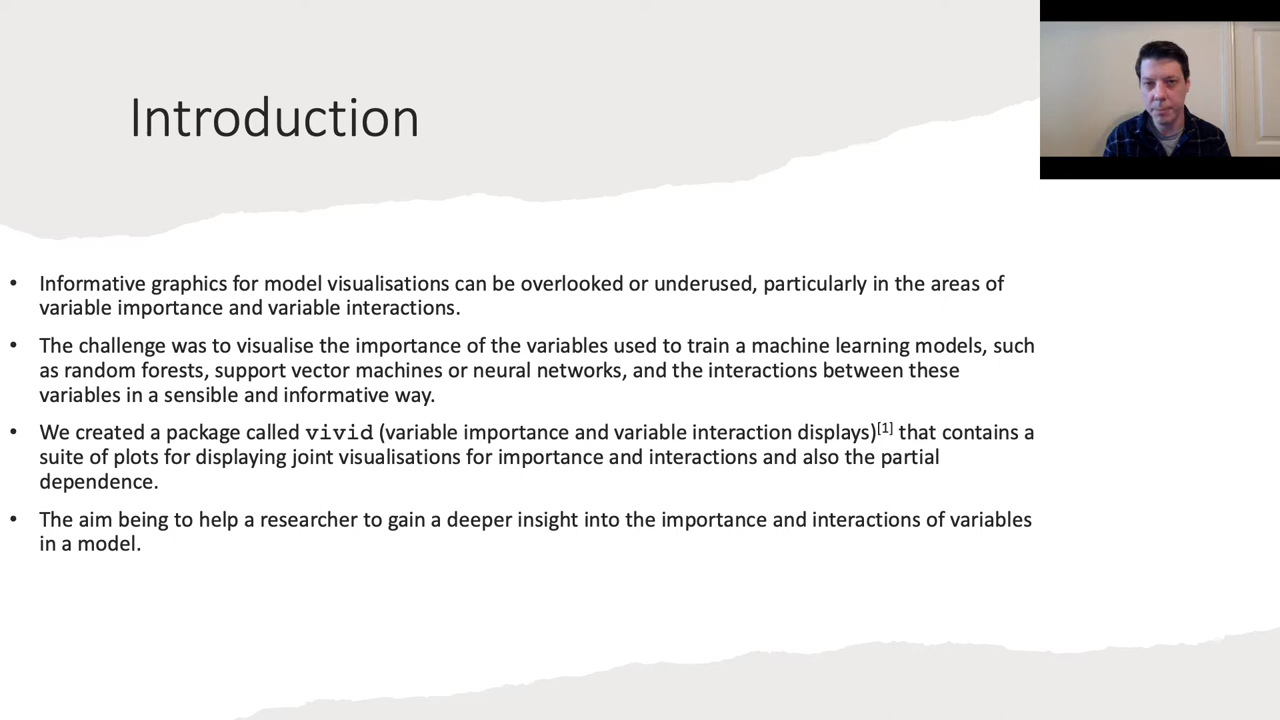 Introduction
• Informative graphics for model visualisations can be overlooked or underused, particularly in the areas of
variable importance and variable interactions.
• The challenge was to visualise the importance of the variables used to train a machine learning models, such
as random forests, support vector machines or neural networks, and the interactions between these
variables in a sensible and informative way.
• We created a package called vivid (variable importance and variable interaction displays)[1] that contains a
suite of plots for displaying joint visualisations for importance and interactions and also the partial
dependence.
• The aim being to help a researcher to gain a deeper insight into the importance and interactions of variables
in a model.